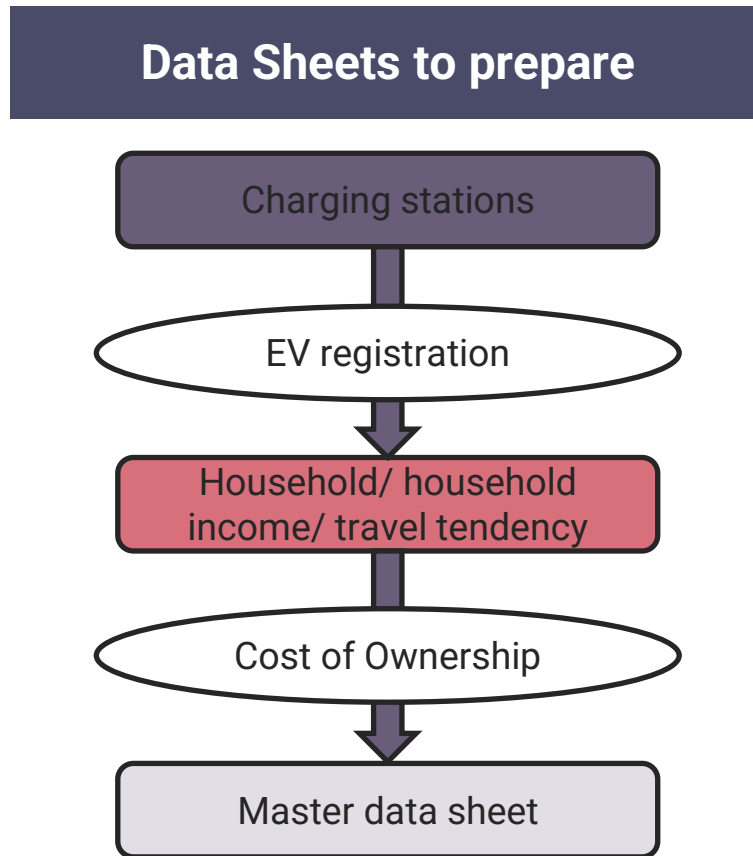 Data Sheets to prepare
Charging stations
EV registration
Household/ household
income/ travel tendency
Cost of Ownership
Master data sheet